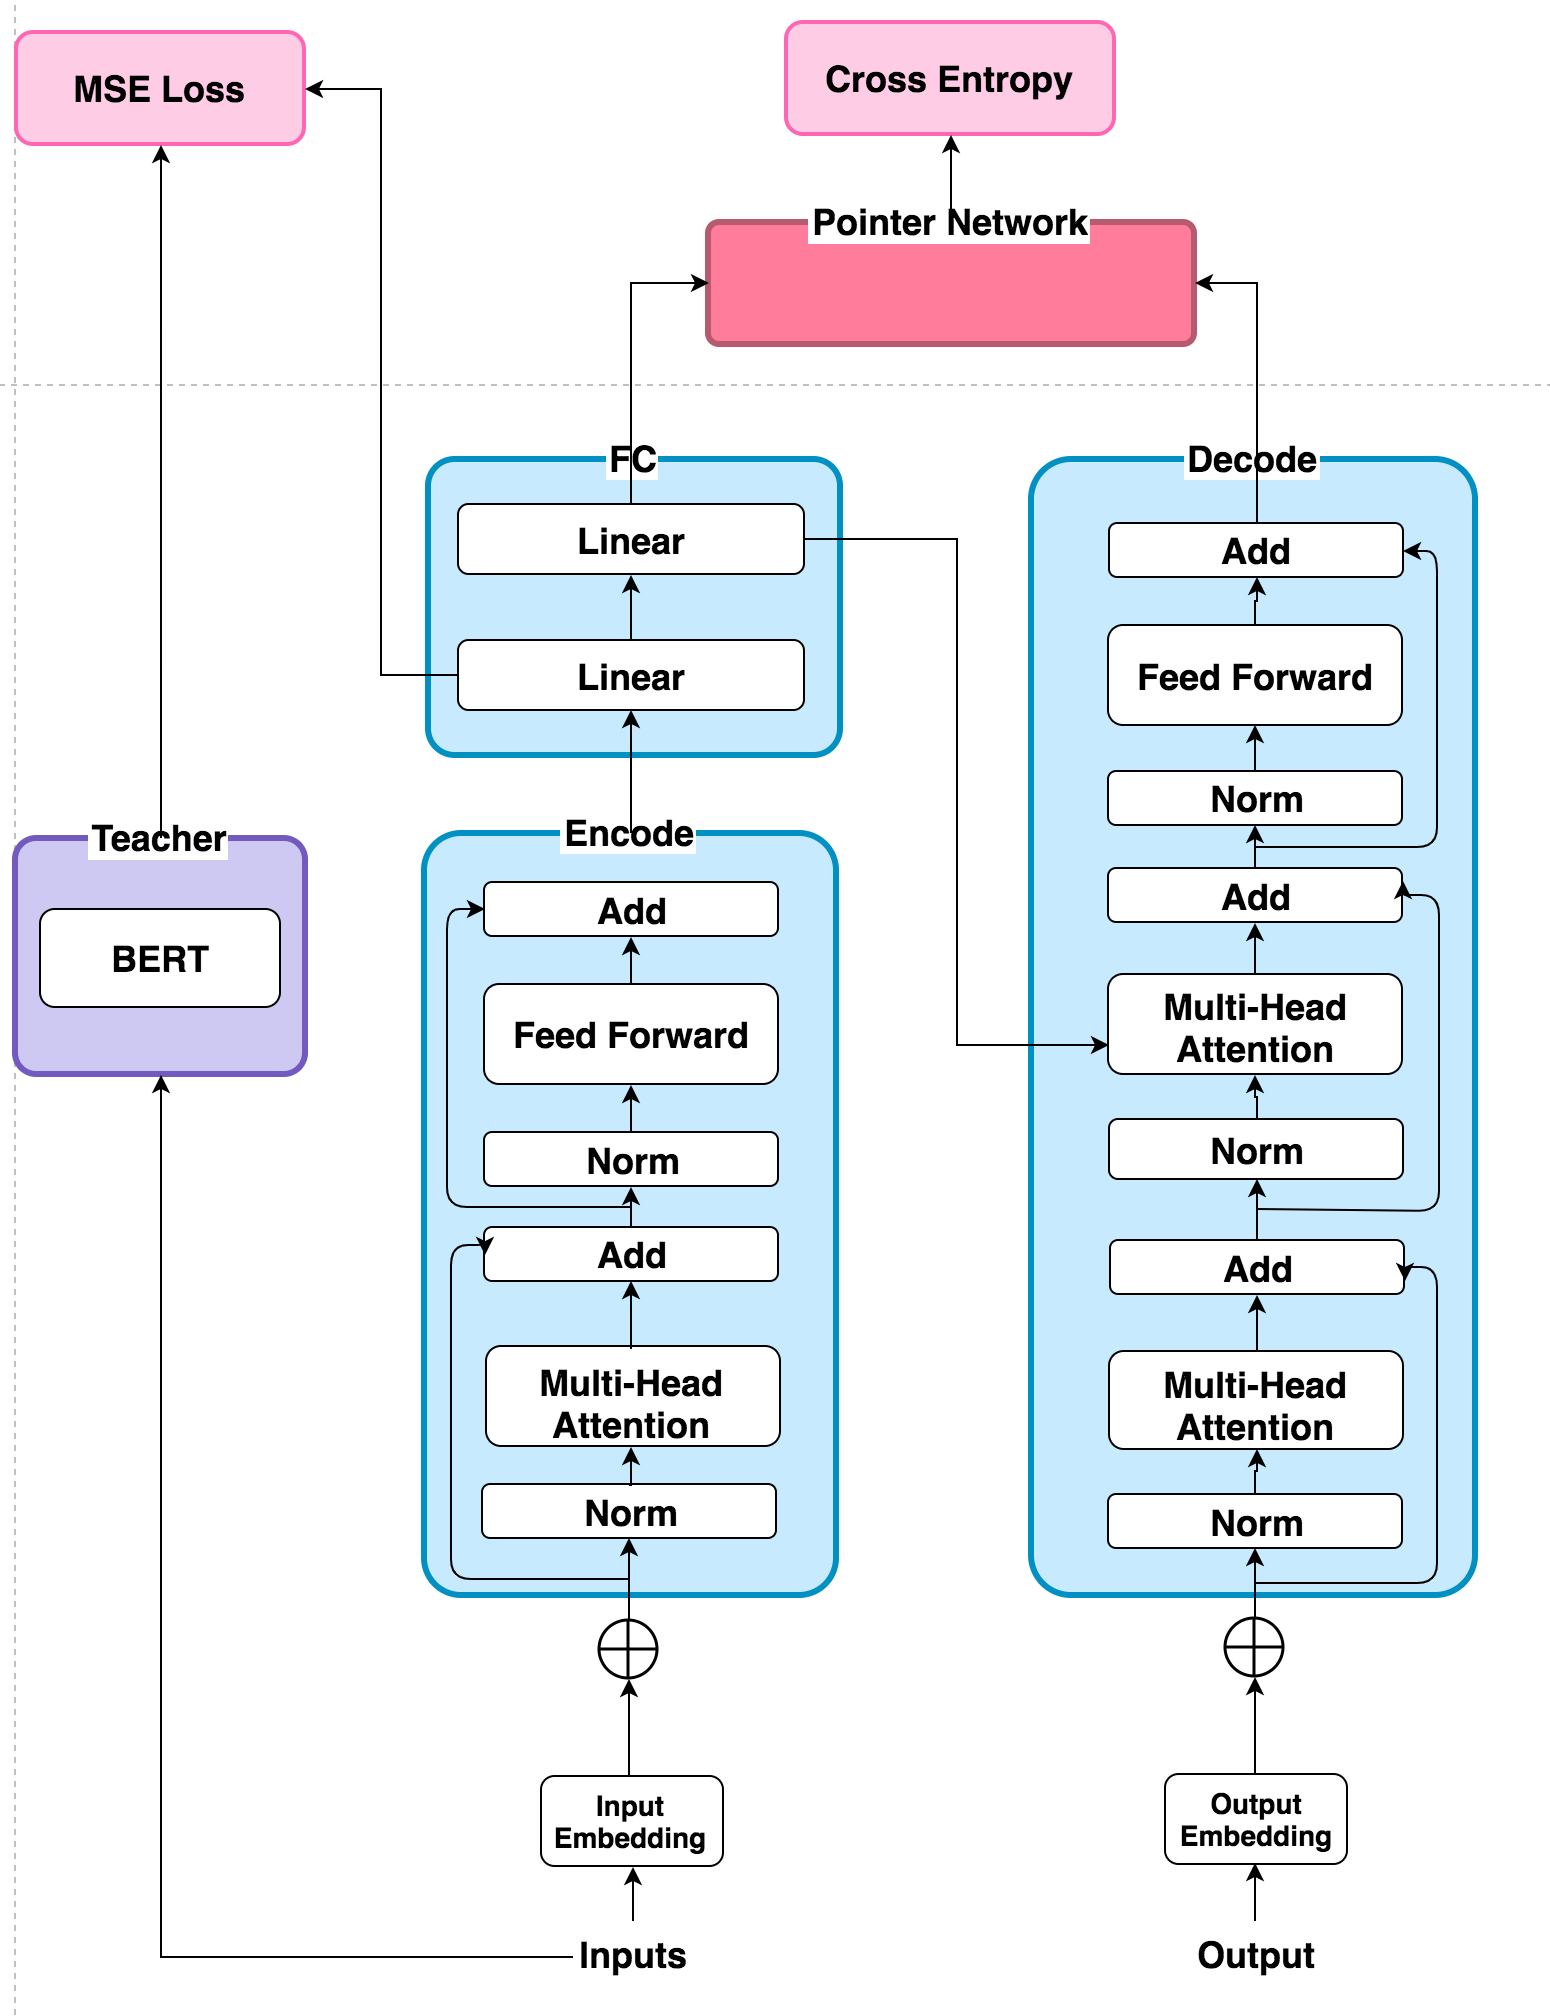 MSE Loss
Cross Entropy
Pointer Network
FC
Linear
Linear
Decode
Add
Feed Forward
Norm
Add
Multi-Head
Attention
Norm
Add
Multi-Head
Attention
Norm
Teacher
BERT
Encode
Add
Feed Forward
Norm
Add
Multi-Head
Attention
Norm
Input
Embedding
Output
Embedding
Inputs
Output